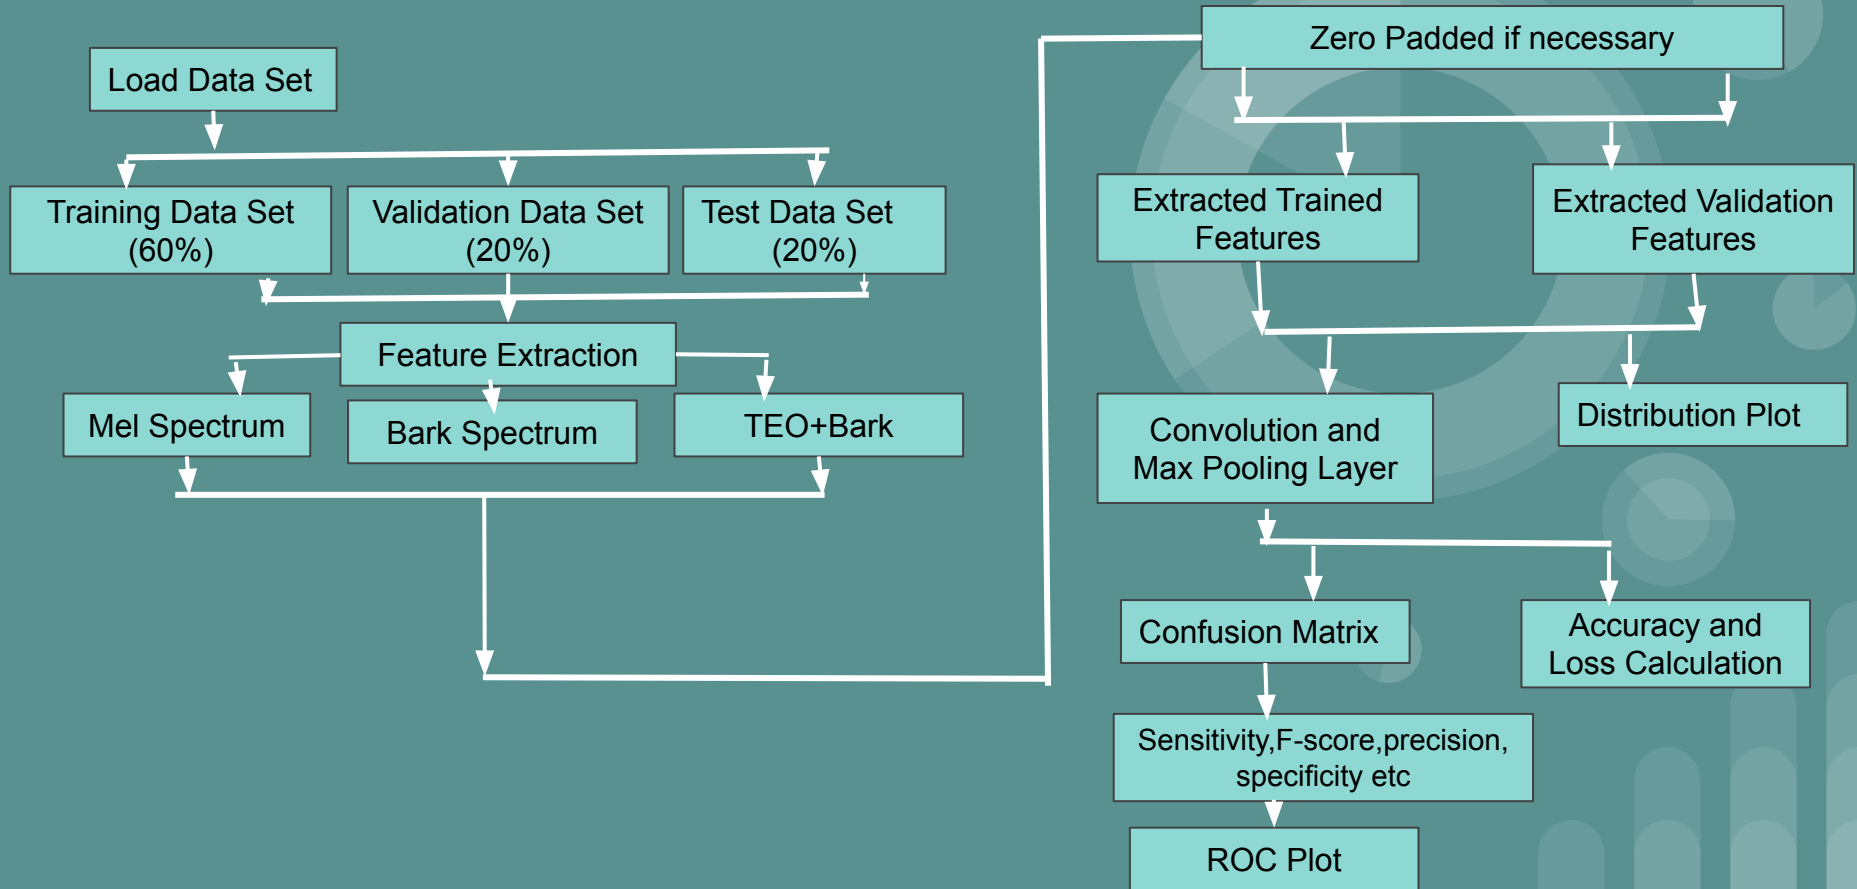 Load Data Set
Training Data Set
(60%)
Validation Data Set
(20%)
Test Data Set
(20%)
Feature Extraction
Mel Spectrum
Bark Spectrum
TEO+Bark
Zero Padded if necessary
Extracted Trained
Features
Extracted Validation
Features
Convolution and
Max Pooling Layer
Distribution Plot
Confusion Matrix
Accuracy and
Loss Calculation
Sensitivity,F-score,precision,
specificity etc
ROC Plot